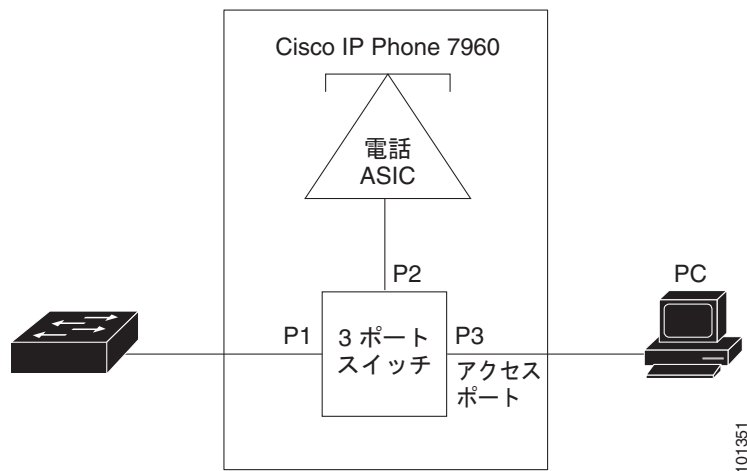 Cisco IP Phone 7960
電話
ASIC
P2
PC
P1
3 ポート
スイッチ
P3
アクセス
ポート
101351